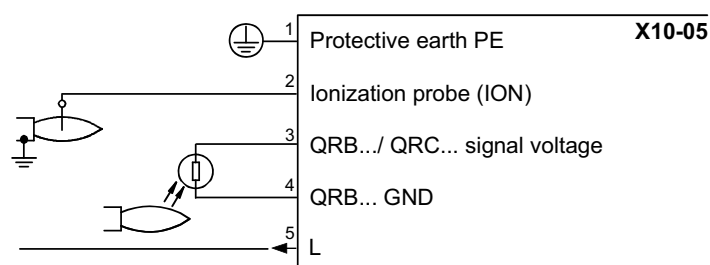 X10-05
1 Protective earth PE
2 Ionization probe (ION)
3 QRB.../ QRC... signal voltage
4 QRB... GND
5 L